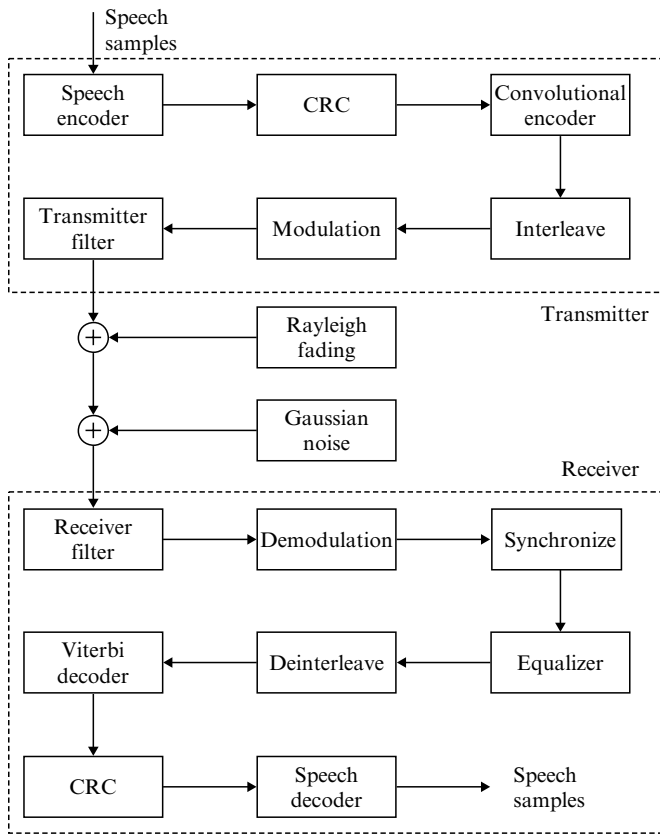 Speech
samples
Speech
encoder
CRC
Convolutional
encoder
Transmitter
filter
Modulation
Interleave
Transmitter
+
Rayleigh
fading
+
Gaussian
noise
Receiver
Receiver
filter
Demodulation
Synchronize
Viterbi
decoder
Deinterleave
Equalizer
CRC
Speech
decoder
Speech
samples